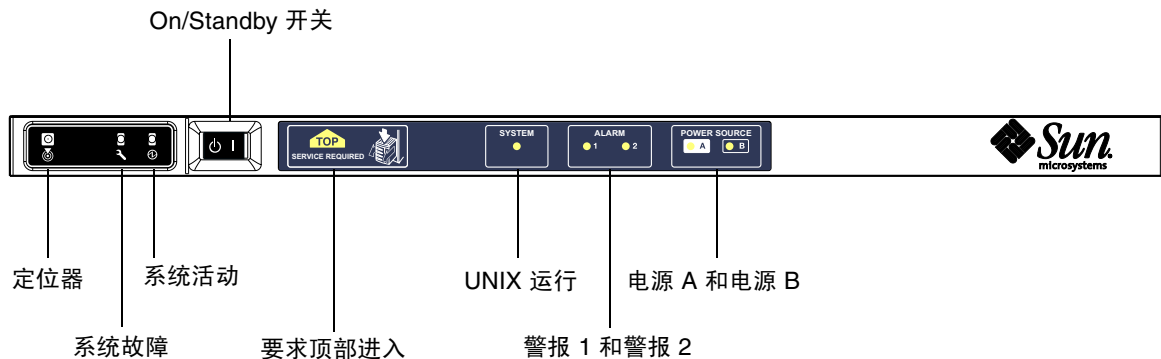 On/Standby 开关
TOP
SERVICE REQUIRED
SYSTEM
ALARM
1 2
POWER SOURCE
A B
Sun.
microsystems
定位器
系统活动
UNIX 运行
电源 A 和电源 B
系统故障
要求顶部进入
警报 1 和警报 2